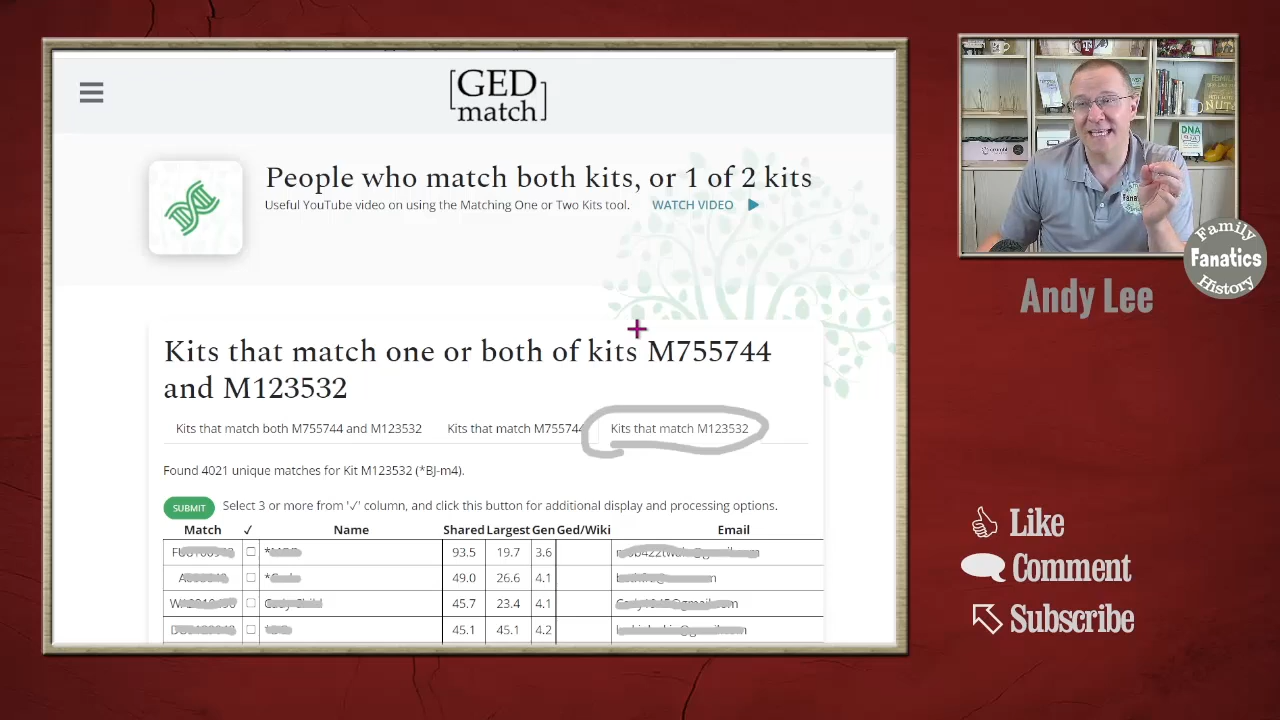 [GED
match]
People who match both kits, or 1 of 2 kits
Useful YouTube video on using the Matching One or Two Kits tool. WATCH VIDEO
Kits that match one or both of kits M755744
and M123532
Kits that match both M755744 and M123532 Kits that match M755744 Kits that match M123532
Found 4021 unique matches for Kit M123532 (*BJ-m4).
SUBMIT Select 3 or more from '✓' column, and click this button for additional display and processing options.
Match ✓ Name Shared Largest Gen Ged/Wiki Email
93.5 19.7 3.6
49.0 26.6 4.1
45.7 23.4 4.1
45.1 45.1 4.2
DNA
Family
Fanatics
History
Andy Lee
Like
Comment
Subscribe